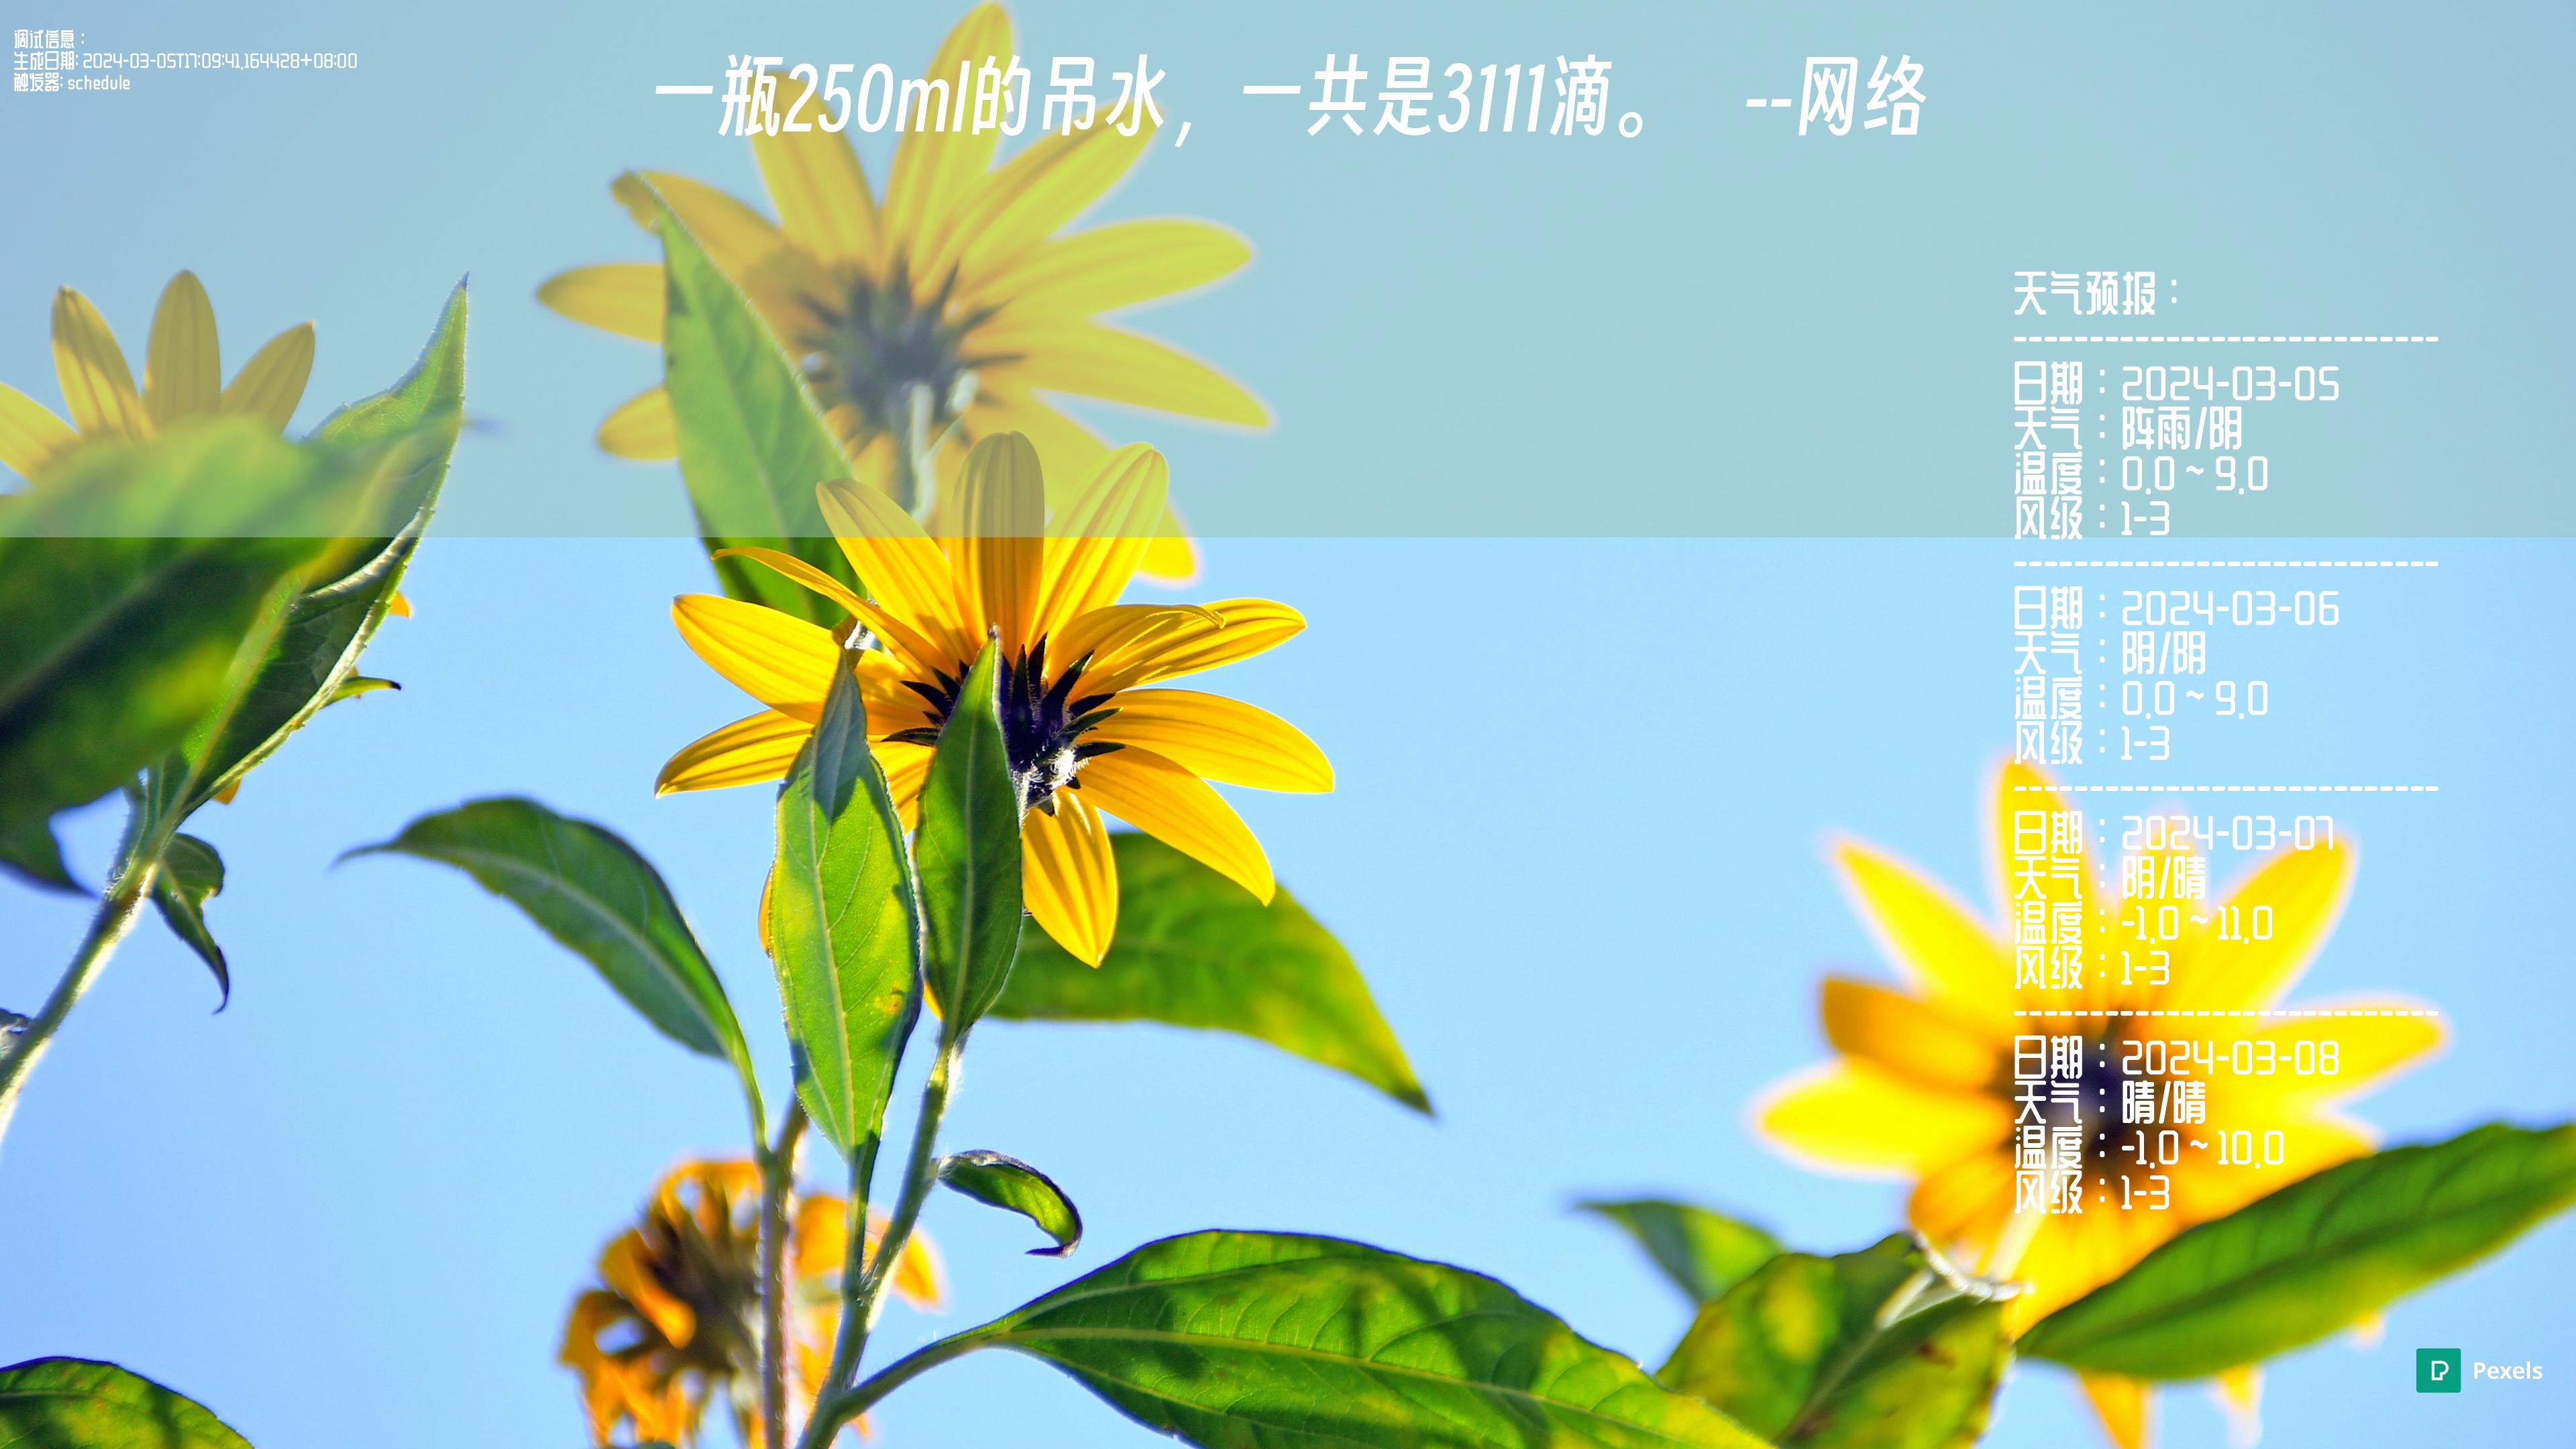 调试信息：
生成日期: 2024-03-05T17:09:41.164428+08:00
触发器: schedule
一瓶250ml的吊水，一共是3111滴。 --网络
天气预报：
----------------------------
日期：2024-03-05
天气：阵雨/阴
温度：0.0 ~ 9.0
风级：1-3
----------------------------
日期：2024-03-06
天气：阴/阴
温度：0.0 ~ 9.0
风级：1-3
----------------------------
日期：2024-03-07
天气：阴/晴
温度：-1.0 ~ 11.0
风级：1-3
----------------------------
日期：2024-03-08
天气：晴/晴
温度：-1.0 ~ 10.0
风级：1-3
Pexels